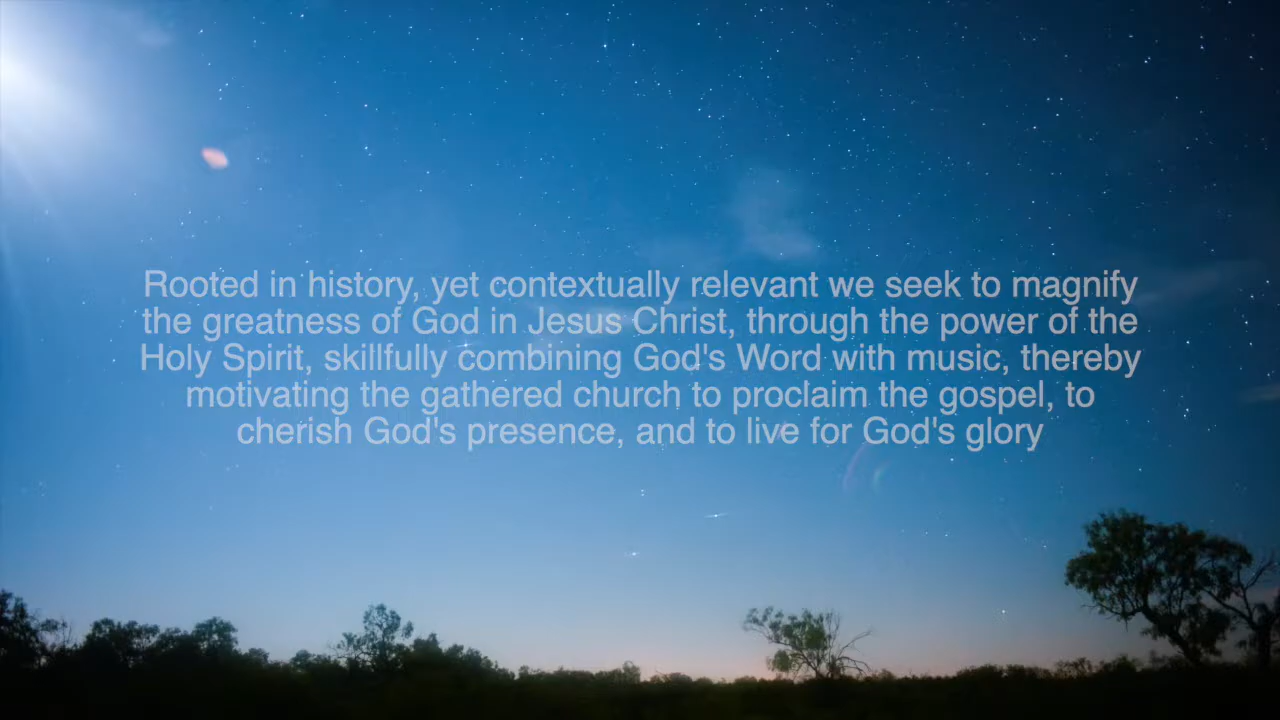 Rooted in history, yet contextually relevant we seek to magnify
the greatness of God in Jesus Christ, through the power of the
Holy Spirit, skillfully combining God's Word with music, thereby
motivating the gathered church to proclaim the gospel, to
cherish God's presence, and to live for God's glory